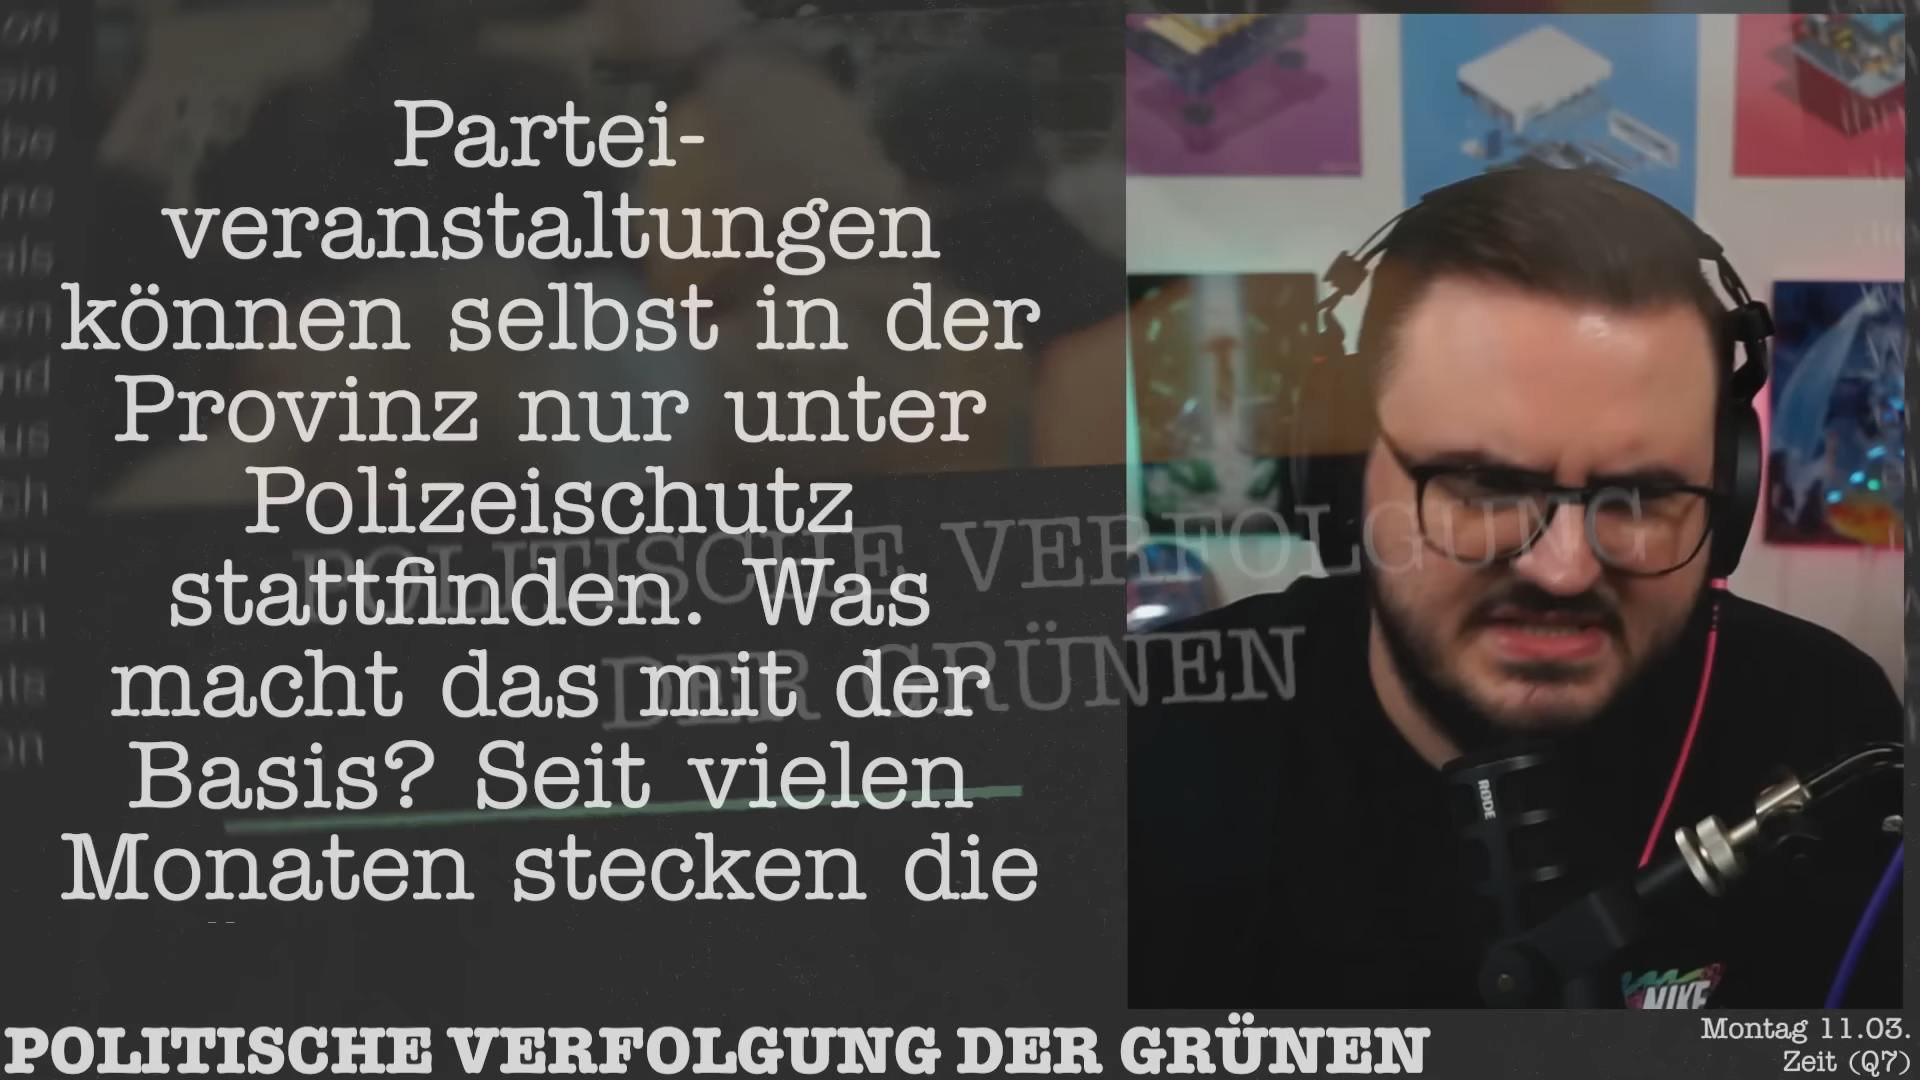 Partei-
veranstaltungen
können selbst in der
Provinz nur unter
Polizeischutz
stattfinden. Was
macht das mit der
Basis? Seit vielen
Monaten stecken die
POLITISCHE VERFOLGUNG
DER GRÜNEN
RØDE
NIKE
POLITISCHE VERFOLGUNG DER GRÜNEN
Montag 11.03.
Zeit (Q7)